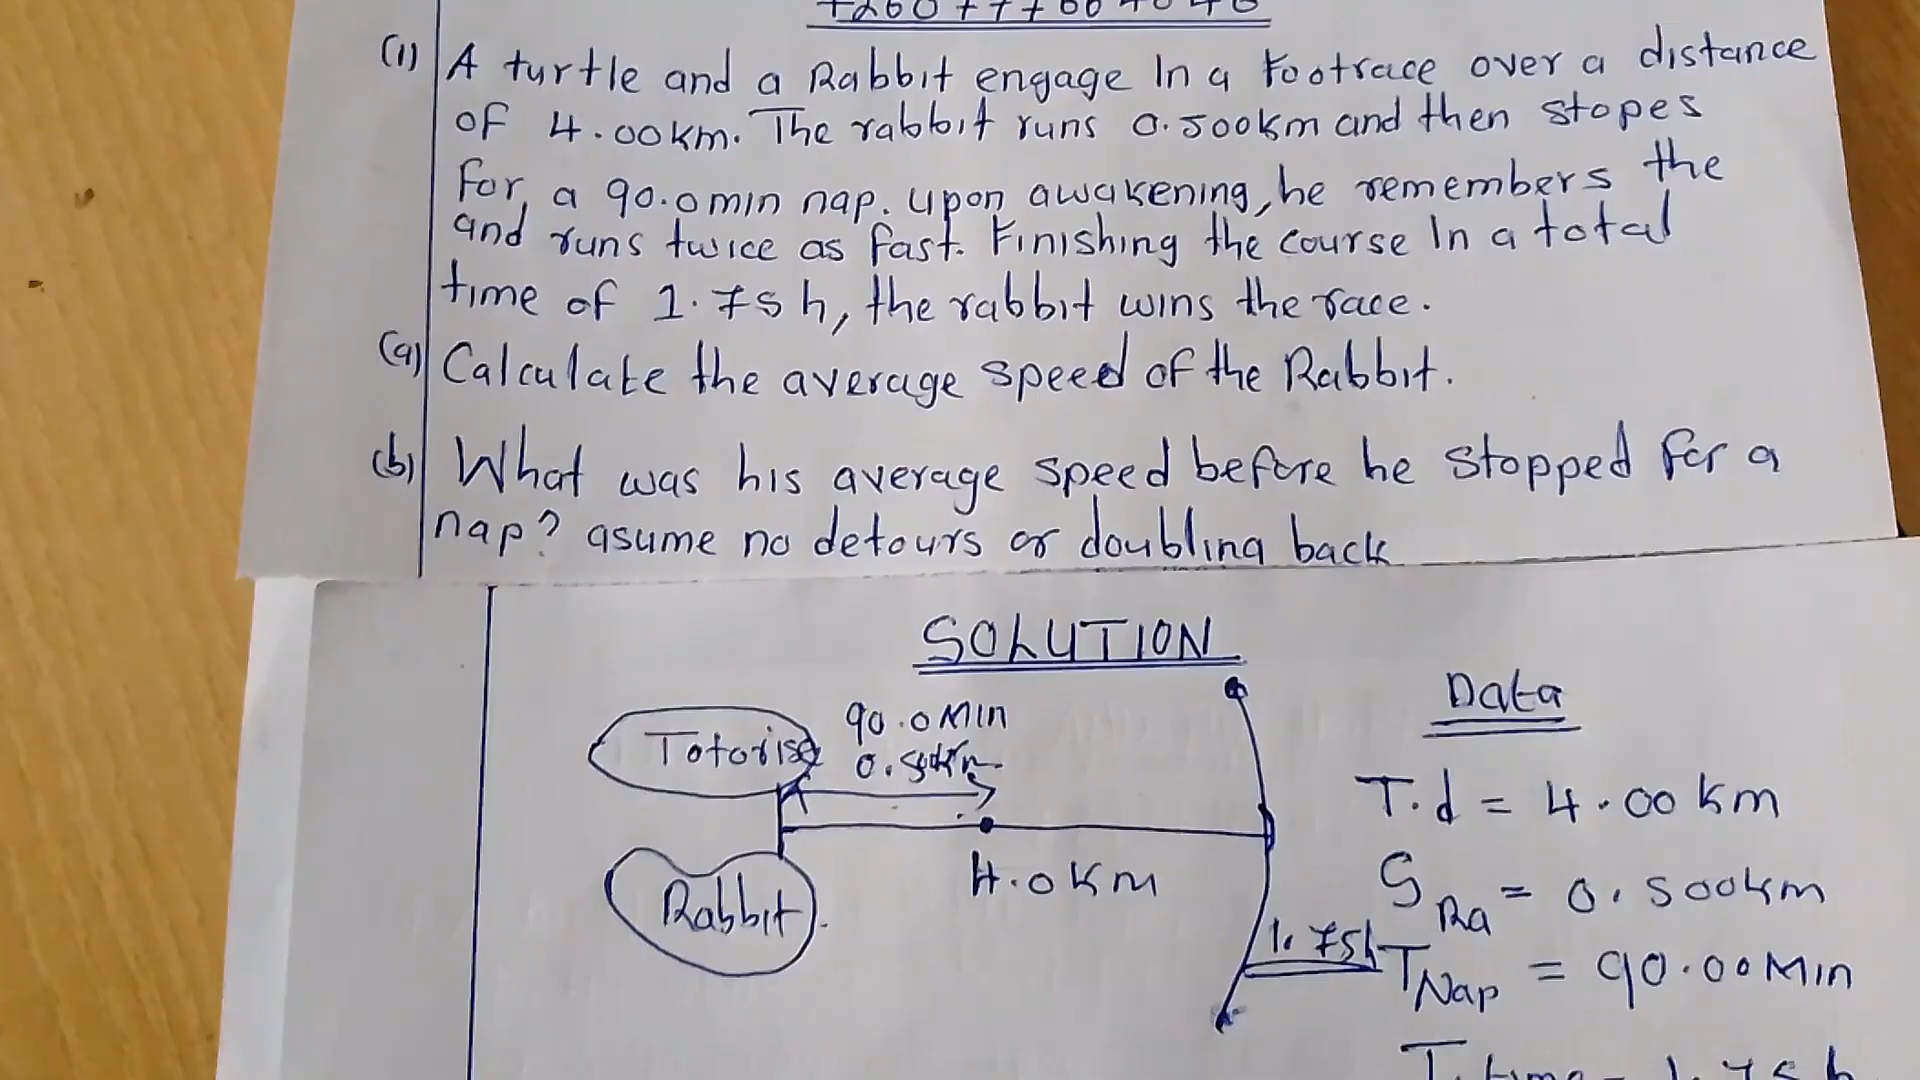 (1) A turtle and a Rabbit engage In a Footrace over a distance
of 4.00km. The rabbit runs 0.500km and then stopes
for a 90.0min nap. upon awakening, he remembers the
and runs twice as fast. Finishing the course In a total
time of 1.75h, the rabbit wins the race.
(a) Calculate the average speed of the Rabbit.
(b) What was his average speed before he stopped for a
nap? asume no detours or doubling back
SOLUTION
Data
90.0MIN
Totorise
0.500km
T.d = 4.00km
4.0km
S Ra = 0.500km
Rabbit
1.75h
T Nap = 90.00Min